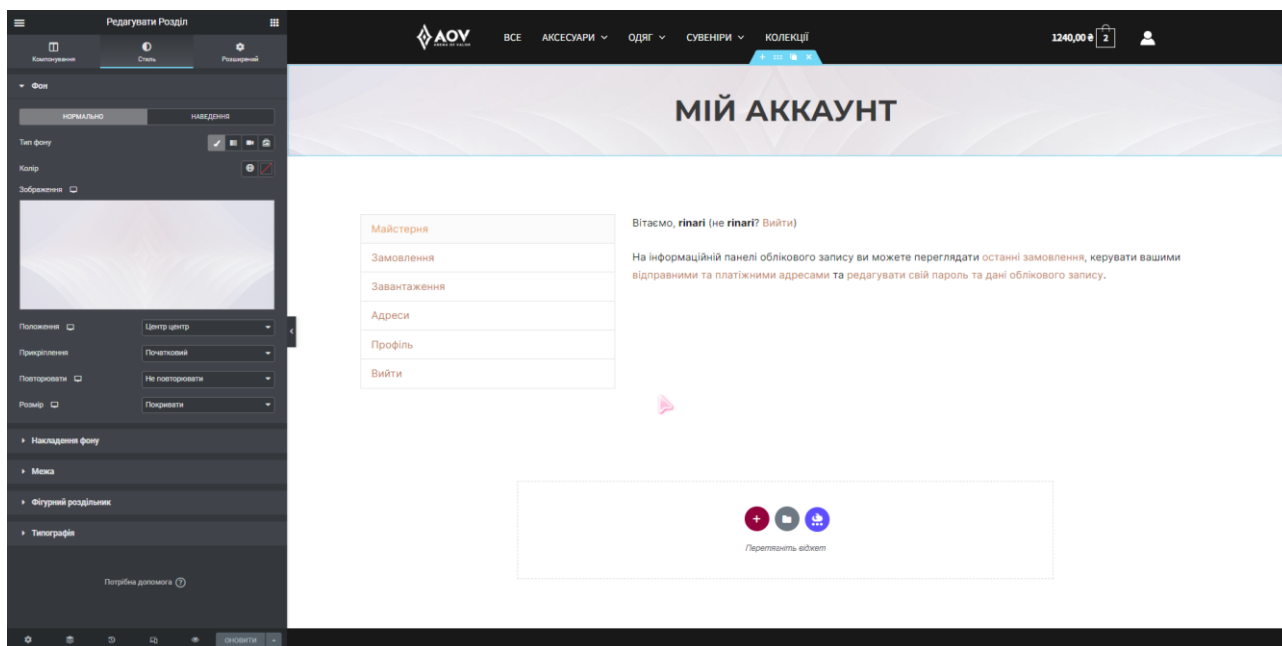 Редагувати Розділ
Компонування Стиль Розширений
Фон
НОРМАЛЬНО НАВЕДЕННЯ
Тип фону
Колір
Зображення
Положення Центр центр
Прикріплення Початковий
Повторювати Не повторювати
Розмір Покривати
Накладення фону
Межа
Фігурний роздільник
Типографія
Потрібна допомога ?
ОНОВИТИ
AOV ВСЕ АКСЕСУАРИ ОДЯГ СУВЕНІРИ КОЛЕКЦІЇ 1240,00 ₴ 2
ARENA OF VALOR
МІЙ АККАУНТ
Майстерня
Замовлення
Завантаження
Адреси
Профіль
Вийти
Вітаємо, rinari (не rinari? Вийти)
На інформаційній панелі облікового запису ви можете переглядати останні замовлення, керувати вашими
відправними та платіжними адресами та редагувати свій пароль та дані облікового запису.
Перетягніть віджет